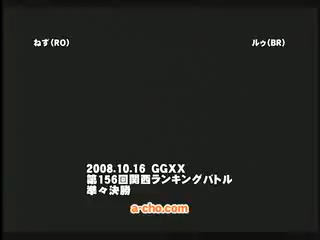 ねず(RO)
ルゥ(BR)
2008.10.16 GGXX
第156回関西ランキングバトル
準々決勝
a-cho.com